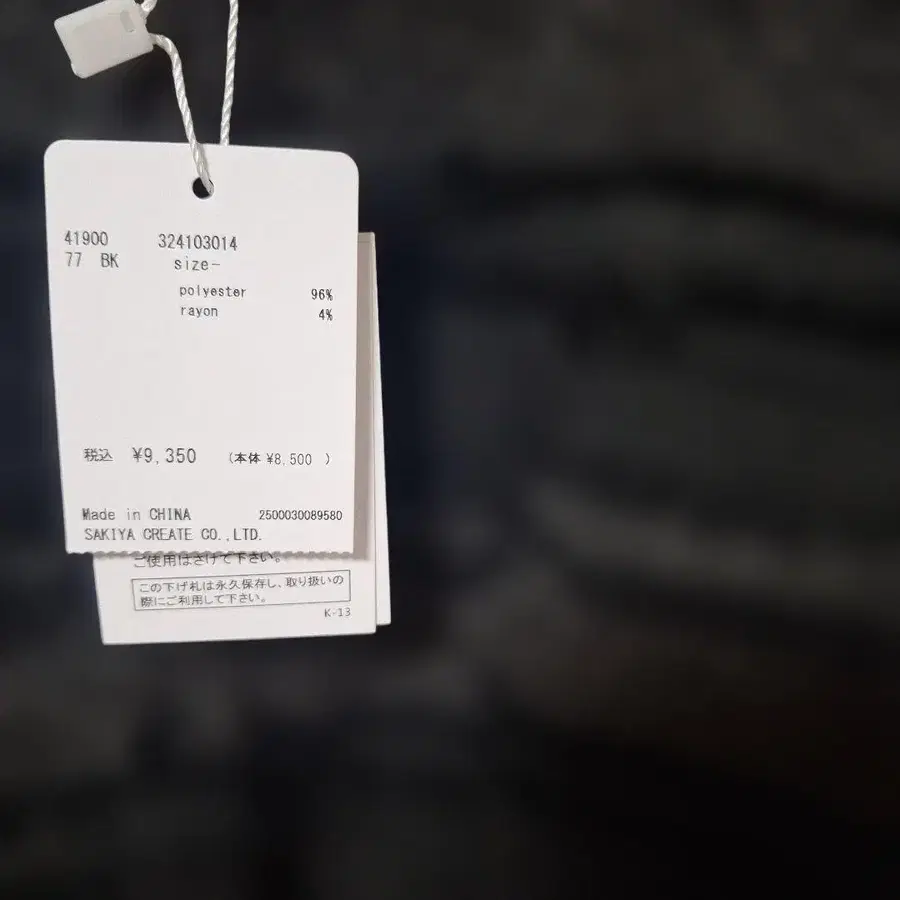 41900 324103014
77 BK size-
polyester 96%
rayon 4%
税込 ¥9,350 (本体 ¥8,500 )
Made in CHINA 2500030089580
SAKIYA CREATE CO.,LTD.
ご使用はさけて下さい。
この下げ札は永久保存し、取り扱いの
際にご利用して下さい。
K-13